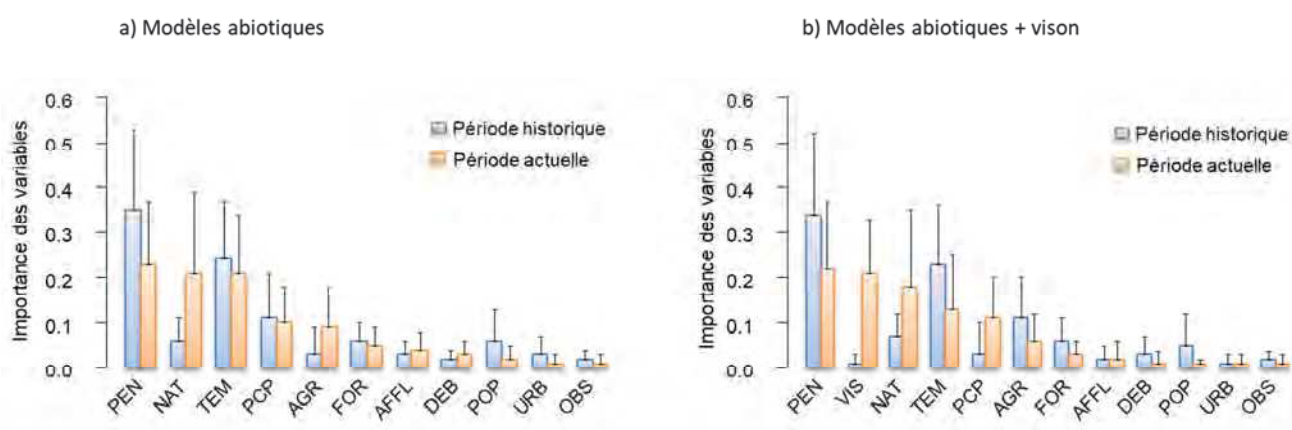 a) Modèles abiotiques
b) Modèles abiotiques + vison
Importance des variables
0.6
0.5
0.4
0.3
0.2
0.1
0.0
Période historique
Période actuelle
PEN NAT TEM PCP AGR FOR AFFL DEB POP URB OBS
Importance des variables
0.6
0.5
0.4
0.3
0.2
0.1
0.0
Période historique
Période actuelle
PEN VIS NAT TEM PCP AGR FOR AFFL DEB POP URB OBS